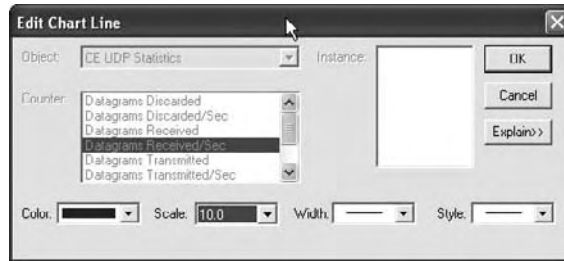 Edit Chart Line
Object: CE UDP Statistics Instance: OK
Counter: Datagrams Discarded Cancel
Datagrams Discarded/Sec
Datagrams Received Explain>>
Datagrams Received/Sec
Datagrams Transmitted
Datagrams Transmitted/Sec
Color: Scale: 10.0 Width: Style: